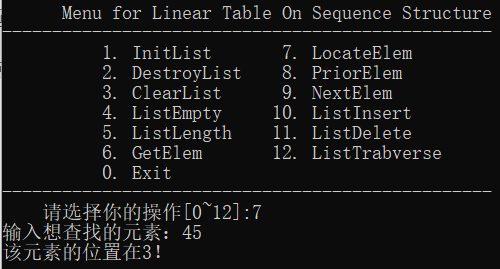 Menu for Linear Table On Sequence Structure
-------------------------------------------------
1. InitList 7. LocateElem
2. DestroyList 8. PriorElem
3. ClearList 9. NextElem
4. ListEmpty 10. ListInsert
5. ListLength 11. ListDelete
6. GetElem 12. ListTrabverse
0. Exit
-------------------------------------------------
请选择你的操作[0~12]:7
输入想查找的元素：45
该元素的位置在3!